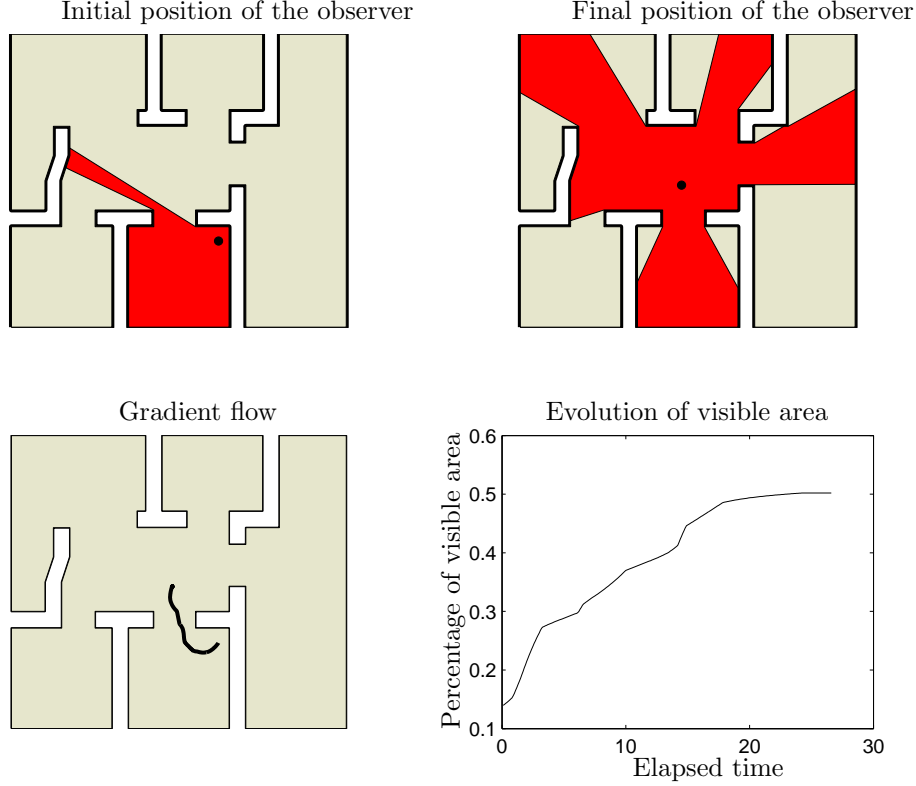 Initial position of the observer
Final position of the observer
Gradient flow
Evolution of visible area
Percentage of visible area
0.6
0.5
0.4
0.3
0.2
0.1
0 10 20 30
Elapsed time